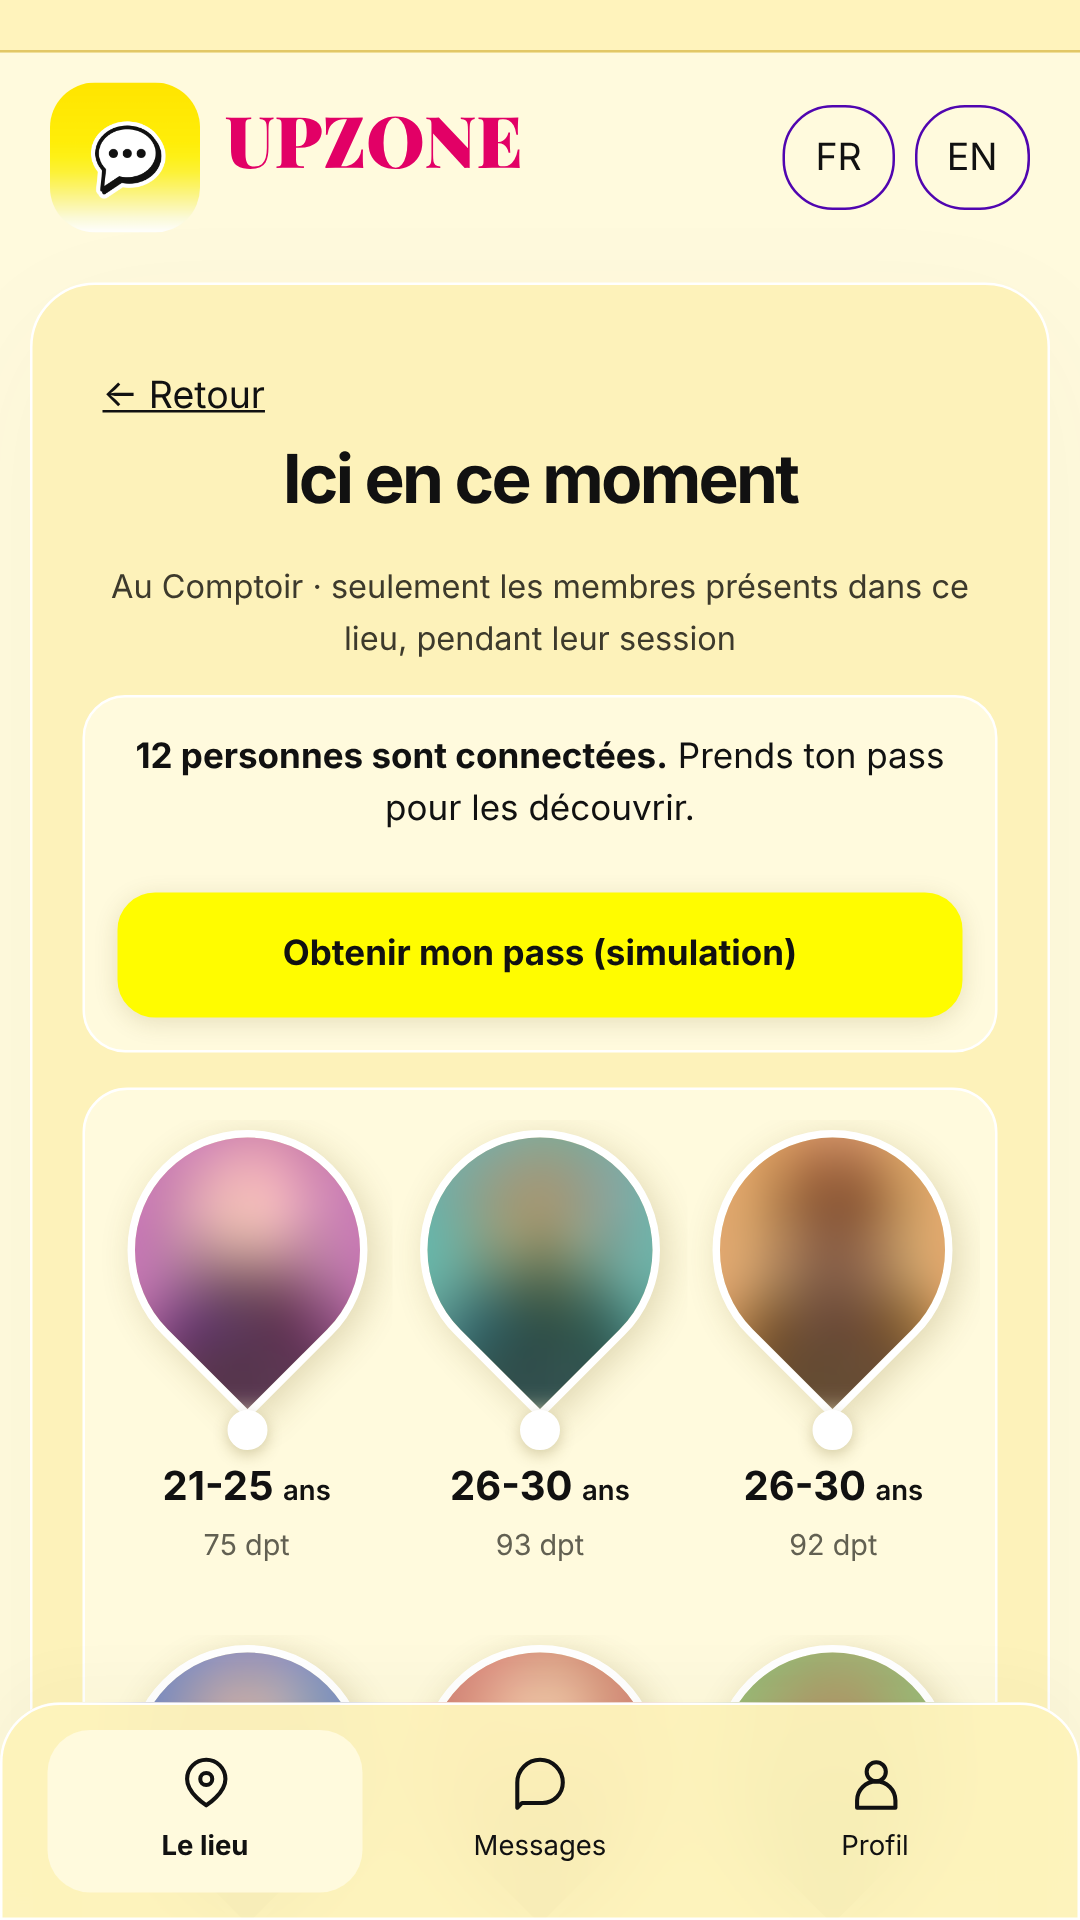 UPZONE
FR
EN
← Retour
Ici en ce moment
Au Comptoir · seulement les membres présents dans ce
lieu, pendant leur session
12 personnes sont connectées. Prends ton pass
pour les découvrir.
Obtenir mon pass (simulation)
21-25 ans
26-30 ans
26-30 ans
75 dpt
93 dpt
92 dpt
Le lieu
Messages
Profil